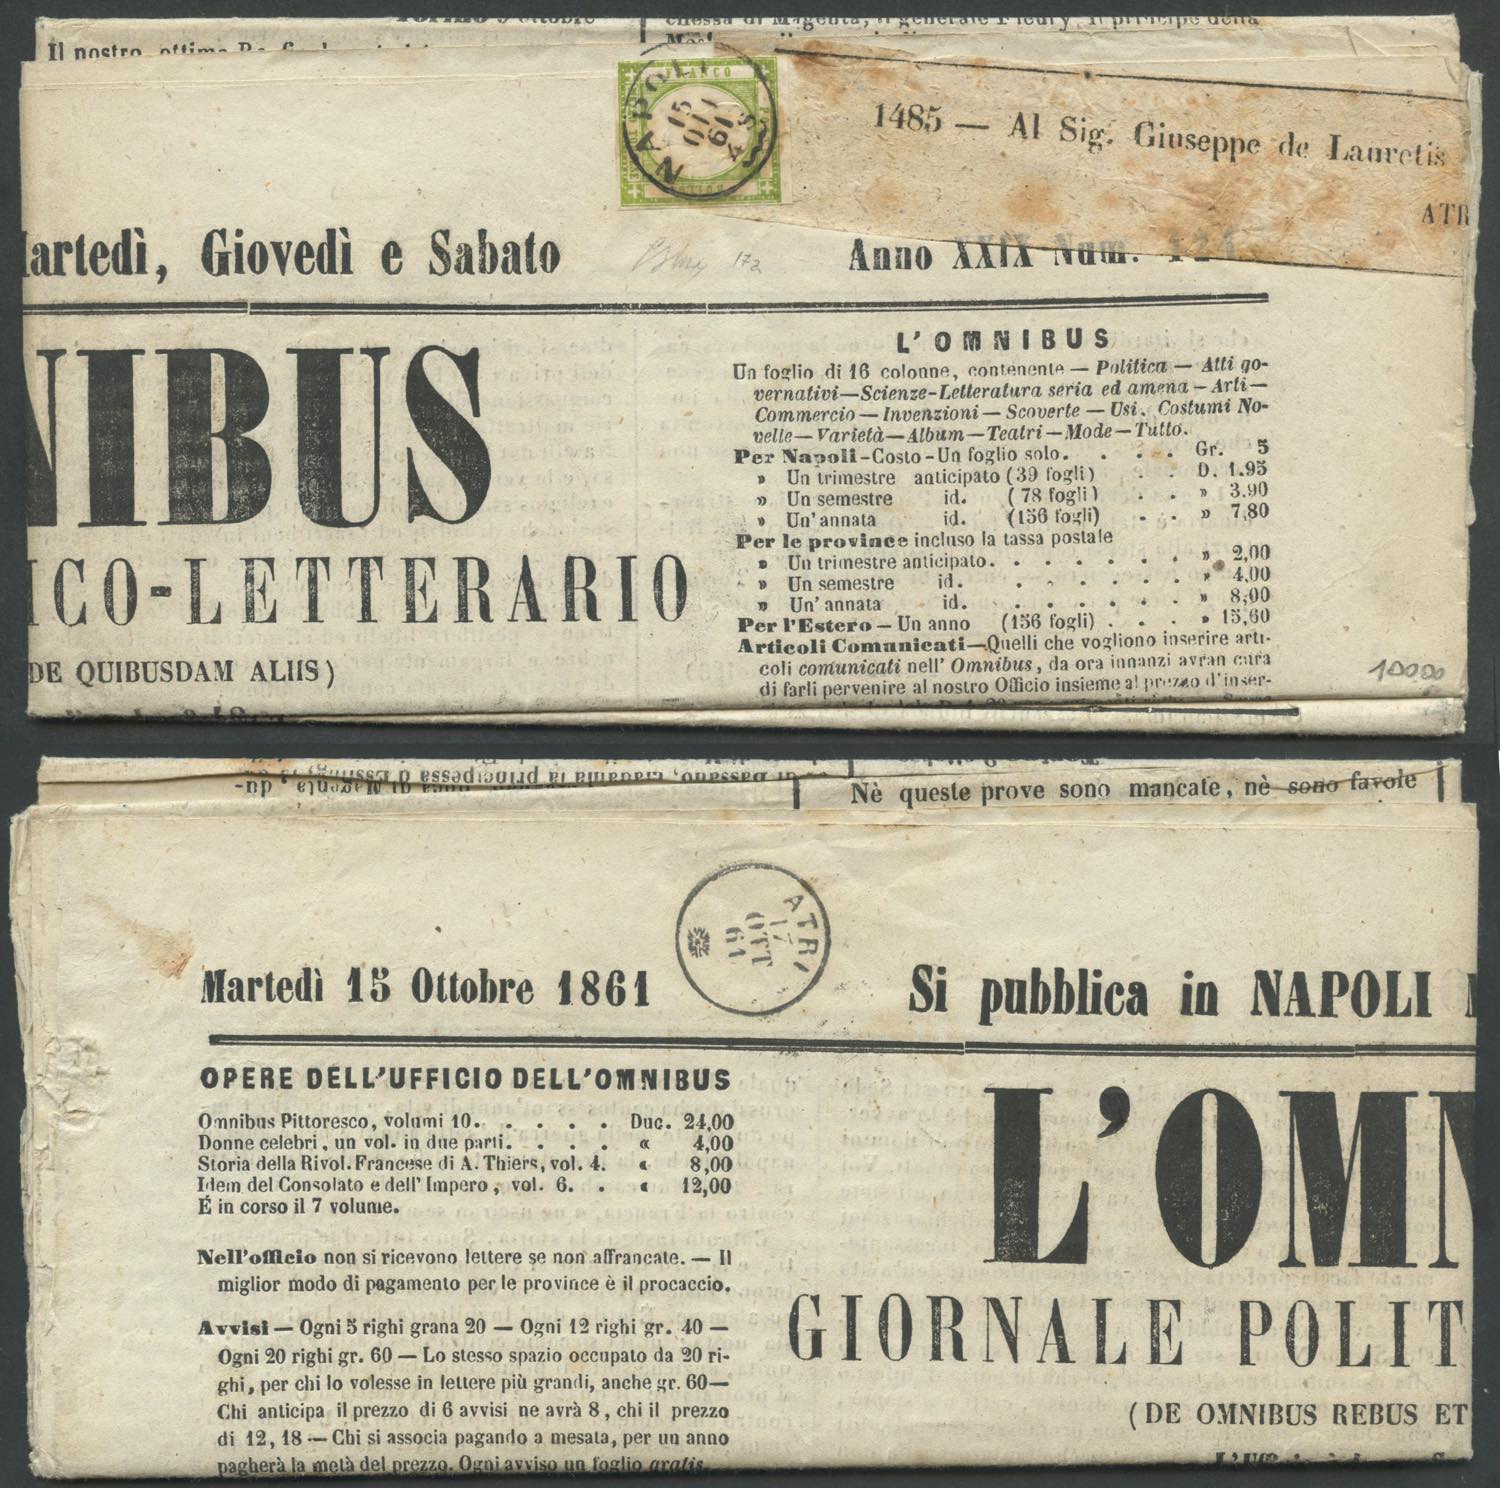 Il nostro ottimo
1485 — Al Sig. Giuseppe de Lauretis
ATR
FRANCO
NAPOLI
15
61
4 S
artedì, Giovedì e Sabato
172
Anno XXIX Num.
NIBUS
ICO-LETTERARIO
DE QUIBUSDAM ALIIS)
L'OMNIBUS
Un foglio di 16 colonne, contenente — Politica — Atti go-
vernativi—Scienze-Letteratura seria ed amena — Arti—
Commercio — Invenzioni — Scoverte — Usi. Costumi No-
velle—Varietà—Album—Teatri—Mode—Tutto.
Per Napoli-Costo-Un foglio solo. . . . Gr. 5
» Un trimestre anticipato (39 fogli) . . D. 1.95
» Un semestre id. (78 fogli) . . » 3,90
» Un'annata id. (156 fogli) . . » 7,80
Per le province incluso la tassa postale
» Un trimestre anticipato. . . . . . » 2,00
» Un semestre id. . . . . . » 4,00
» Un'annata id. . . . . . » 8,00
Per l'Estero — Un anno (156 fogli) . . . » 15,60
Articoli Comunicati—Quelli che vogliono inserire arti-
coli comunicati nell'Omnibus, da ora innanzi avran cura
di farli pervenire al nostro Officio insieme al prezzo d'inser-
10000
Nè queste prove sono mancate, nè sono favole
ATRI
17
OTT
61
Martedì 15 Ottobre 1861
Si pubblica in NAPOLI
OPERE DELL'UFFICIO DELL'OMNIBUS
Omnibus Pittoresco, volumi 10. . . . . . Duc. 24,00
Donne celebri, un vol. in due parti. . . . « 4,00
Storia della Rivol. Francese di A. Thiers, vol. 4. « 8,00
Idem del Consolato e dell'Impero, vol. 6. . « 12,00
É in corso il 7 volume.
Nell'officio non si ricevono lettere se non affrancate. — Il
miglior modo di pagamento per le province è il procaccio.
Avvisi — Ogni 5 righi grana 20 — Ogni 12 righi gr. 40 —
Ogni 20 righi gr. 60 — Lo stesso spazio occupato da 20 ri-
ghi, per chi lo volesse in lettere più grandi, anche gr. 60—
Chi anticipa il prezzo di 6 avvisi ne avrà 8, chi il prezzo
di 12, 18 — Chi si associa pagando a mesata, per un anno
pagherà la metà del prezzo. Ogni avviso un foglio gratis.
L'OMN
GIORNALE POLIT
(DE OMNIBUS REBUS ET